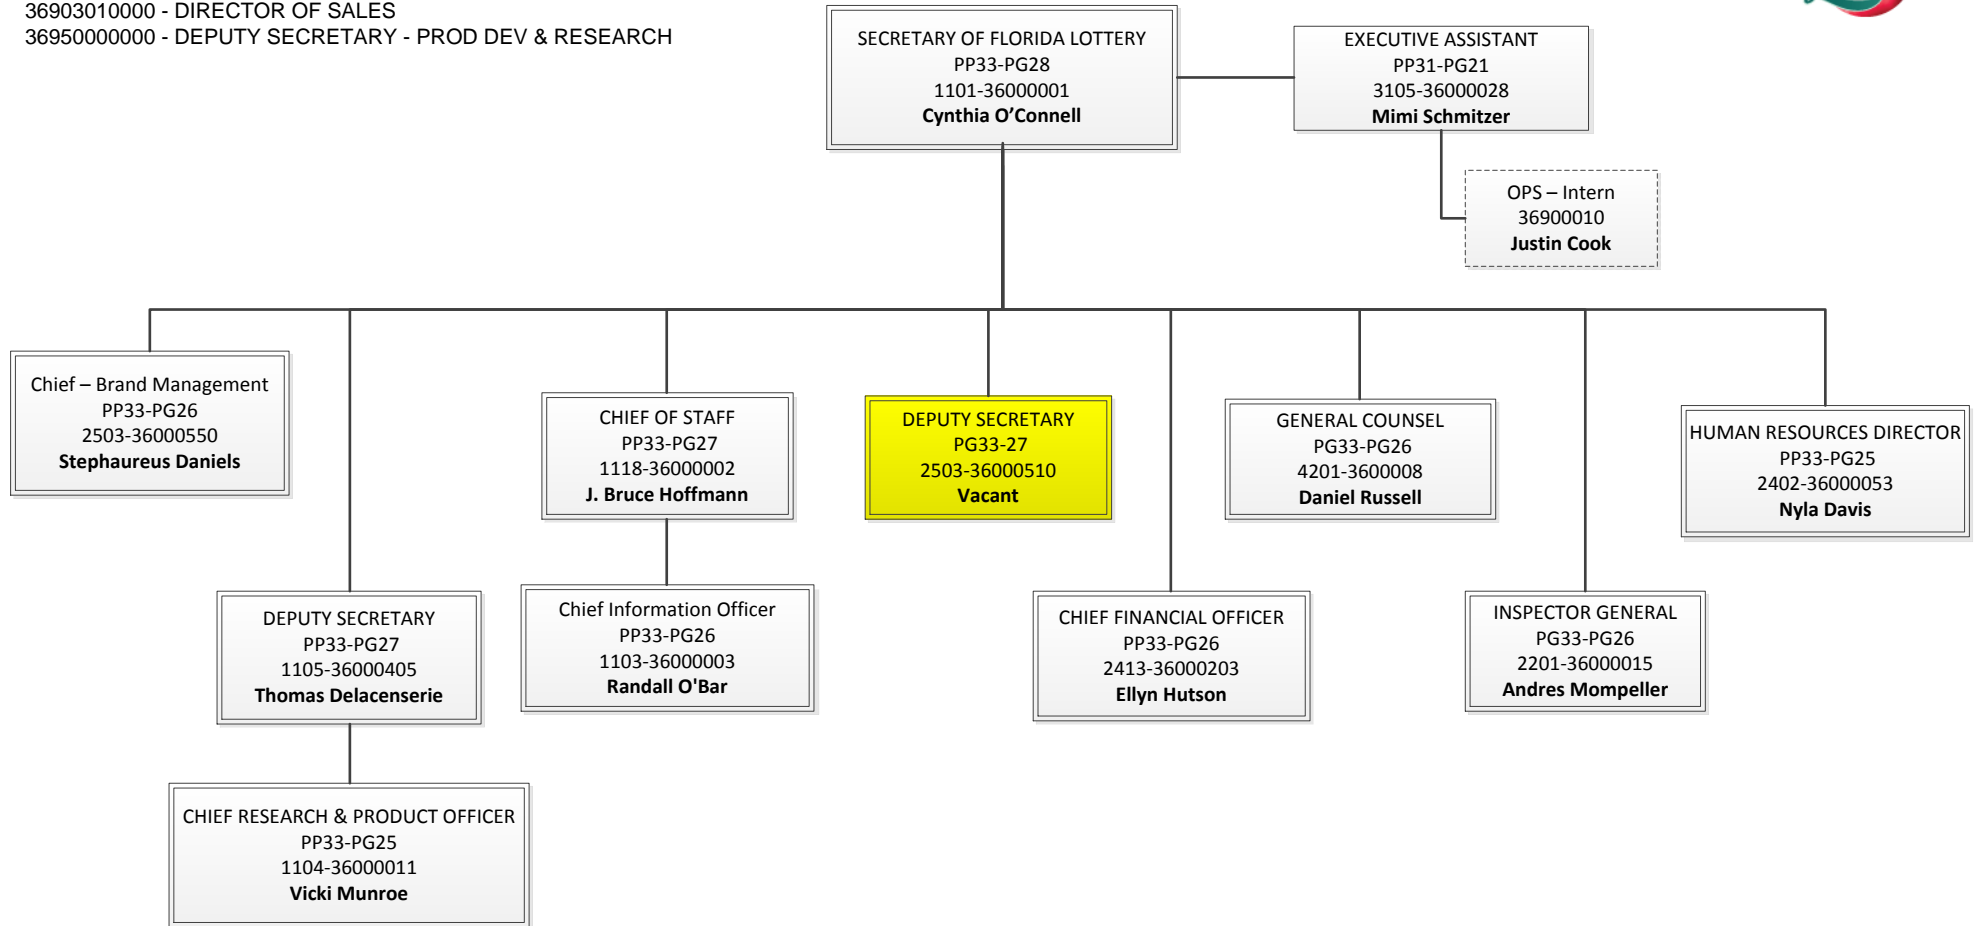 36903010000 - DIRECTOR OF SALES
36950000000 - DEPUTY SECRETARY - PROD DEV & RESEARCH
SECRETARY OF FLORIDA LOTTERY
PP33-PG28
1101-36000001
Cynthia O’Connell
EXECUTIVE ASSISTANT
PP31-PG21
3105-36000028
Mimi Schmitzer
OPS – Intern
36900010
Justin Cook
Chief – Brand Management
PP33-PG26
2503-36000550
Stephaureus Daniels
CHIEF OF STAFF
PP33-PG27
1118-36000002
J. Bruce Hoffmann
DEPUTY SECRETARY
PG33-27
2503-36000510
Vacant
GENERAL COUNSEL
PG33-PG26
4201-3600008
Daniel Russell
HUMAN RESOURCES DIRECTOR
PP33-PG25
2402-36000053
Nyla Davis
DEPUTY SECRETARY
PP33-PG27
1105-36000405
Thomas Delacenserie
Chief Information Officer
PP33-PG26
1103-36000003
Randall O'Bar
CHIEF FINANCIAL OFFICER
PP33-PG26
2413-36000203
Ellyn Hutson
INSPECTOR GENERAL
PG33-PG26
2201-36000015
Andres Mompeller
CHIEF RESEARCH & PRODUCT OFFICER
PP33-PG25
1104-36000011
Vicki Munroe